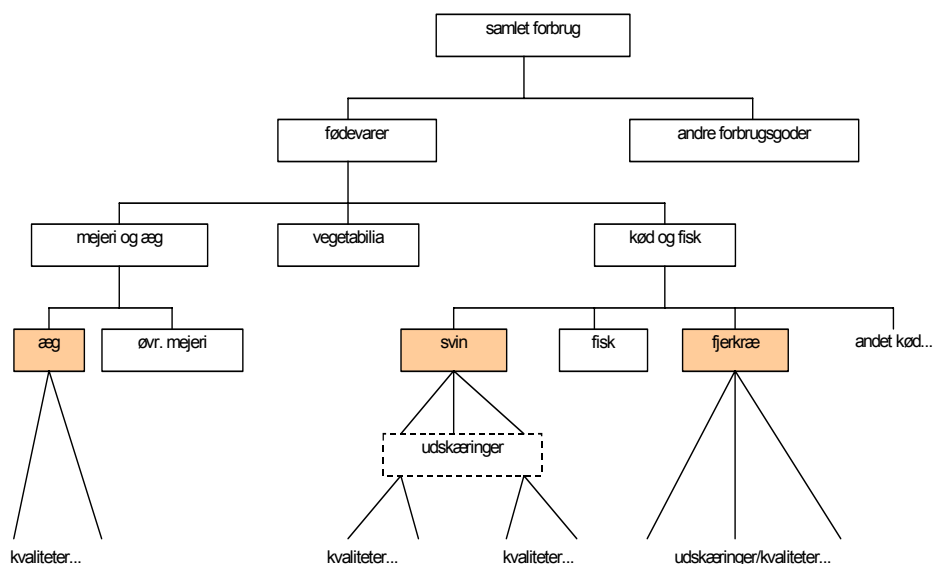 samlet forbrug
fødevarer
andre forbrugsgoder
mejeri og æg
vegetabilia
kød og fisk
æg
øvr. mejeri
svin
fisk
fjerkræ
andet kød...
udskæringer
kvaliteter...
kvaliteter...
kvaliteter...
udskæringer/kvaliteter...